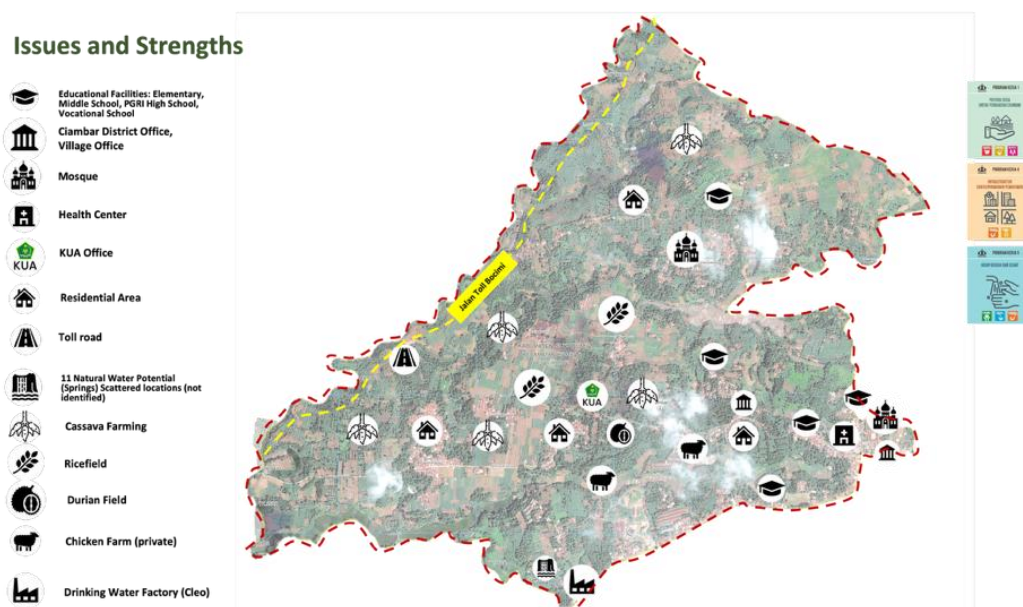 Issues and Strengths
Educational Facilities: Elementary,
Middle School, PGRI High School,
Vocational School
Ciambar District Office,
Village Office
Mosque
Health Center
KUA
KUA Office
Residential Area
Toll road
11 Natural Water Potential
(Springs) Scattered locations (not
identified)
Cassava Farming
Ricefield
Durian Field
Chicken Farm (private)
Drinking Water Factory (Cleo)
Jalan Toll Bocimi
KUA